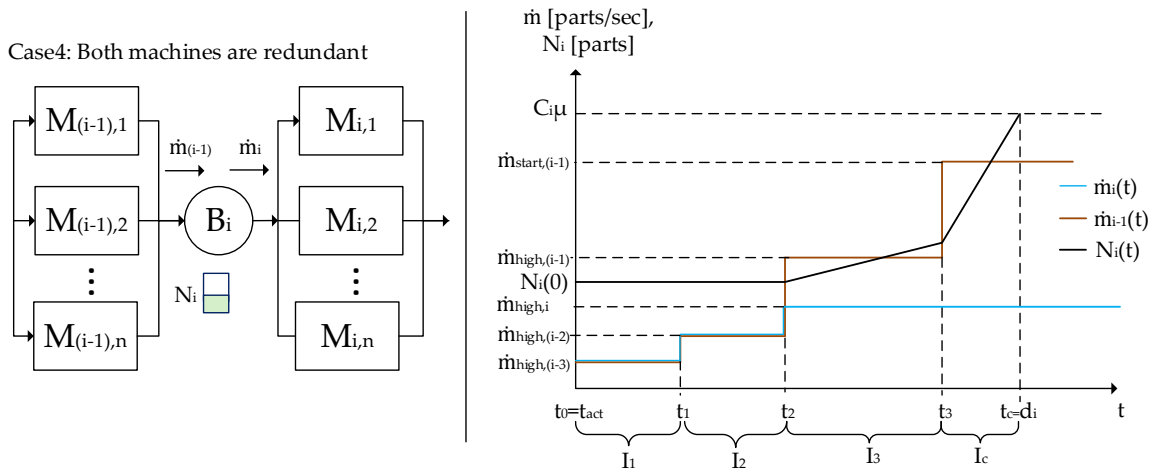 Case4: Both machines are redundant
M(i-1),1
M(i-1),2
M(i-1),n
ṁ(i-1)
ṁi
Bi
Ni
Mi,1
Mi,2
Mi,n
ṁ [parts/sec],
Ni [parts]
Ciμ
ṁstart,(i-1)
ṁhigh,(i-1)
Ni(0)
ṁhigh,i
ṁhigh,(i-2)
ṁhigh,(i-3)
ṁi(t)
ṁi-1(t)
Ni(t)
t0=tact
t1
t2
t3
tc=di
t
I1
I2
I3
Ic